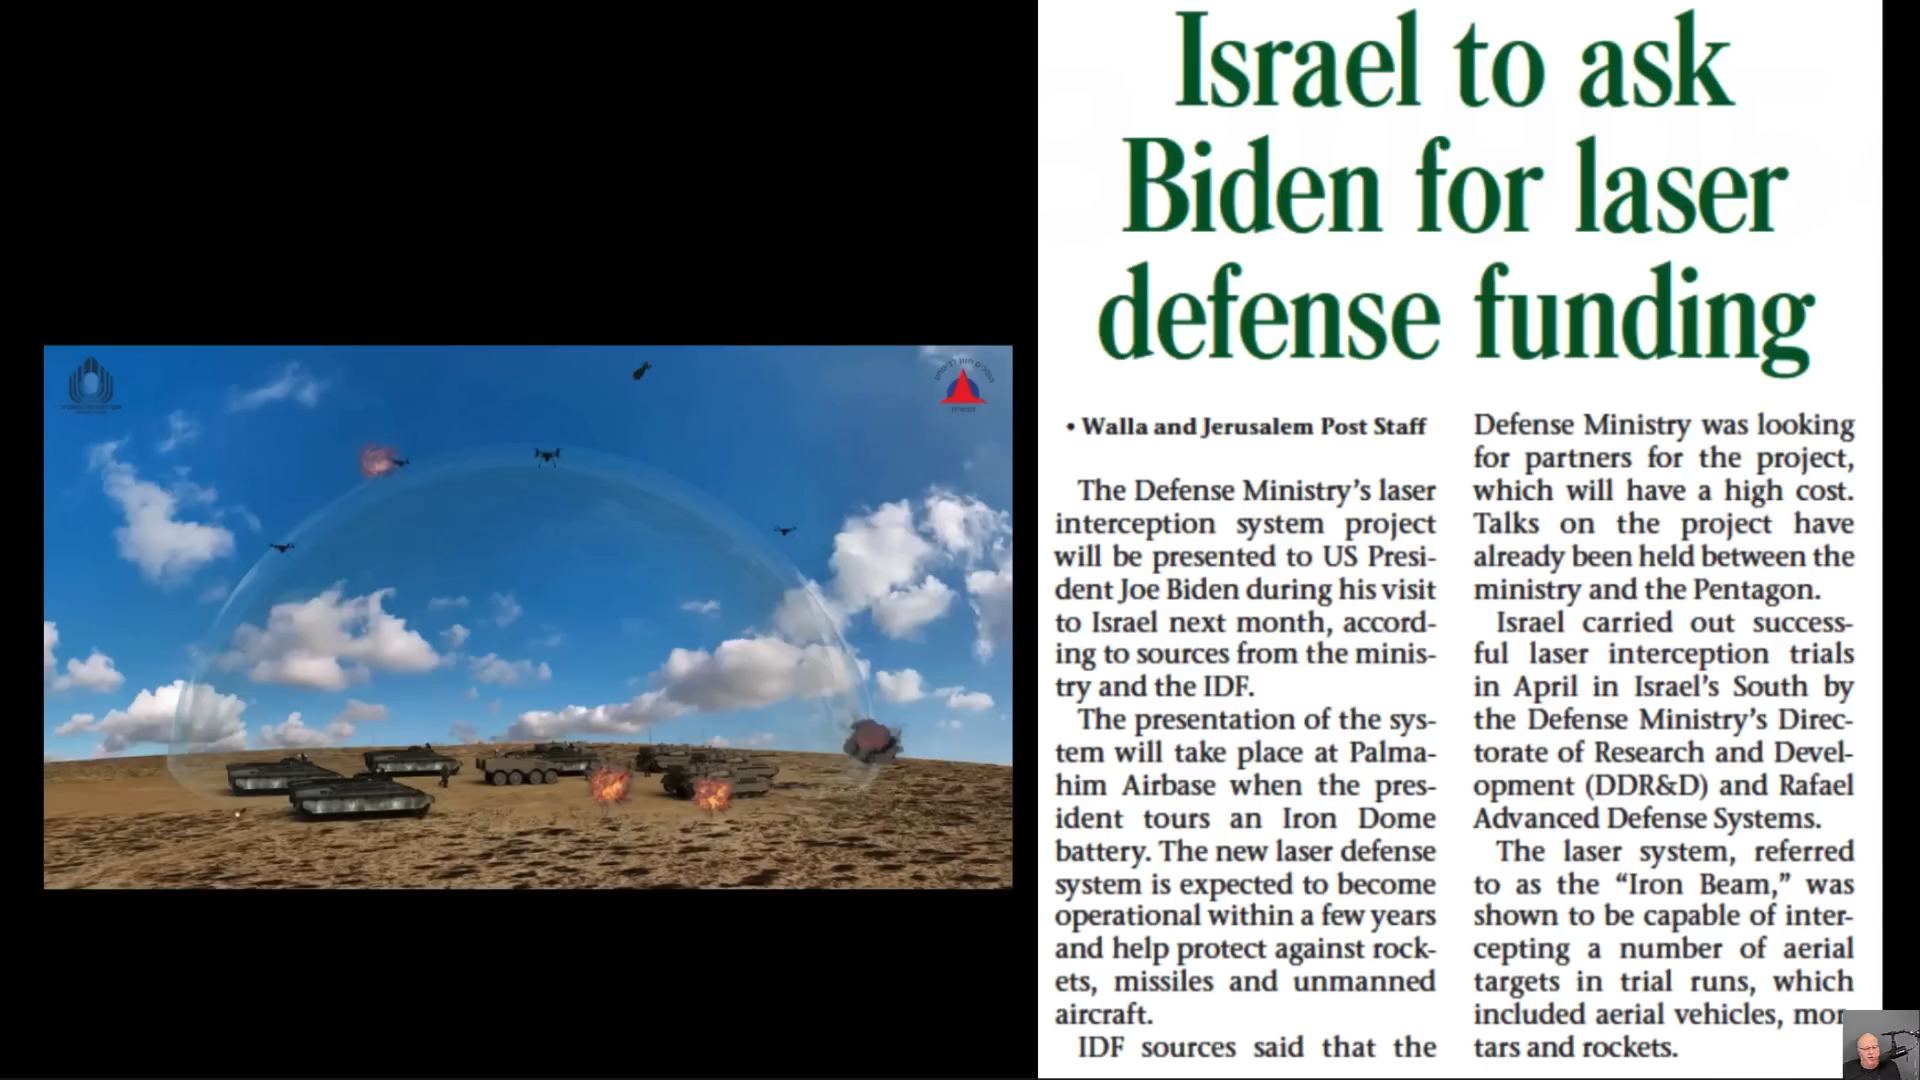 Israel to ask
Biden for laser
defense funding
• Walla and Jerusalem Post Staff
The Defense Ministry's laser
interception system project
will be presented to US Presi-
dent Joe Biden during his visit
to Israel next month, accord-
ing to sources from the minis-
try and the IDF.
The presentation of the sys-
tem will take place at Palma-
him Airbase when the pres-
ident tours an Iron Dome
battery. The new laser defense
system is expected to become
operational within a few years
and help protect against rock-
ets, missiles and unmanned
aircraft.
IDF sources said that the
Defense Ministry was looking
for partners for the project,
which will have a high cost.
Talks on the project have
already been held between the
ministry and the Pentagon.
Israel carried out success-
ful laser interception trials
in April in Israel's South by
the Defense Ministry's Direc-
torate of Research and Devel-
opment (DDR&D) and Rafael
Advanced Defense Systems.
The laser system, referred
to as the “Iron Beam,” was
shown to be capable of inter-
cepting a number of aerial
targets in trial runs, which
included aerial vehicles, mor-
tars and rockets.